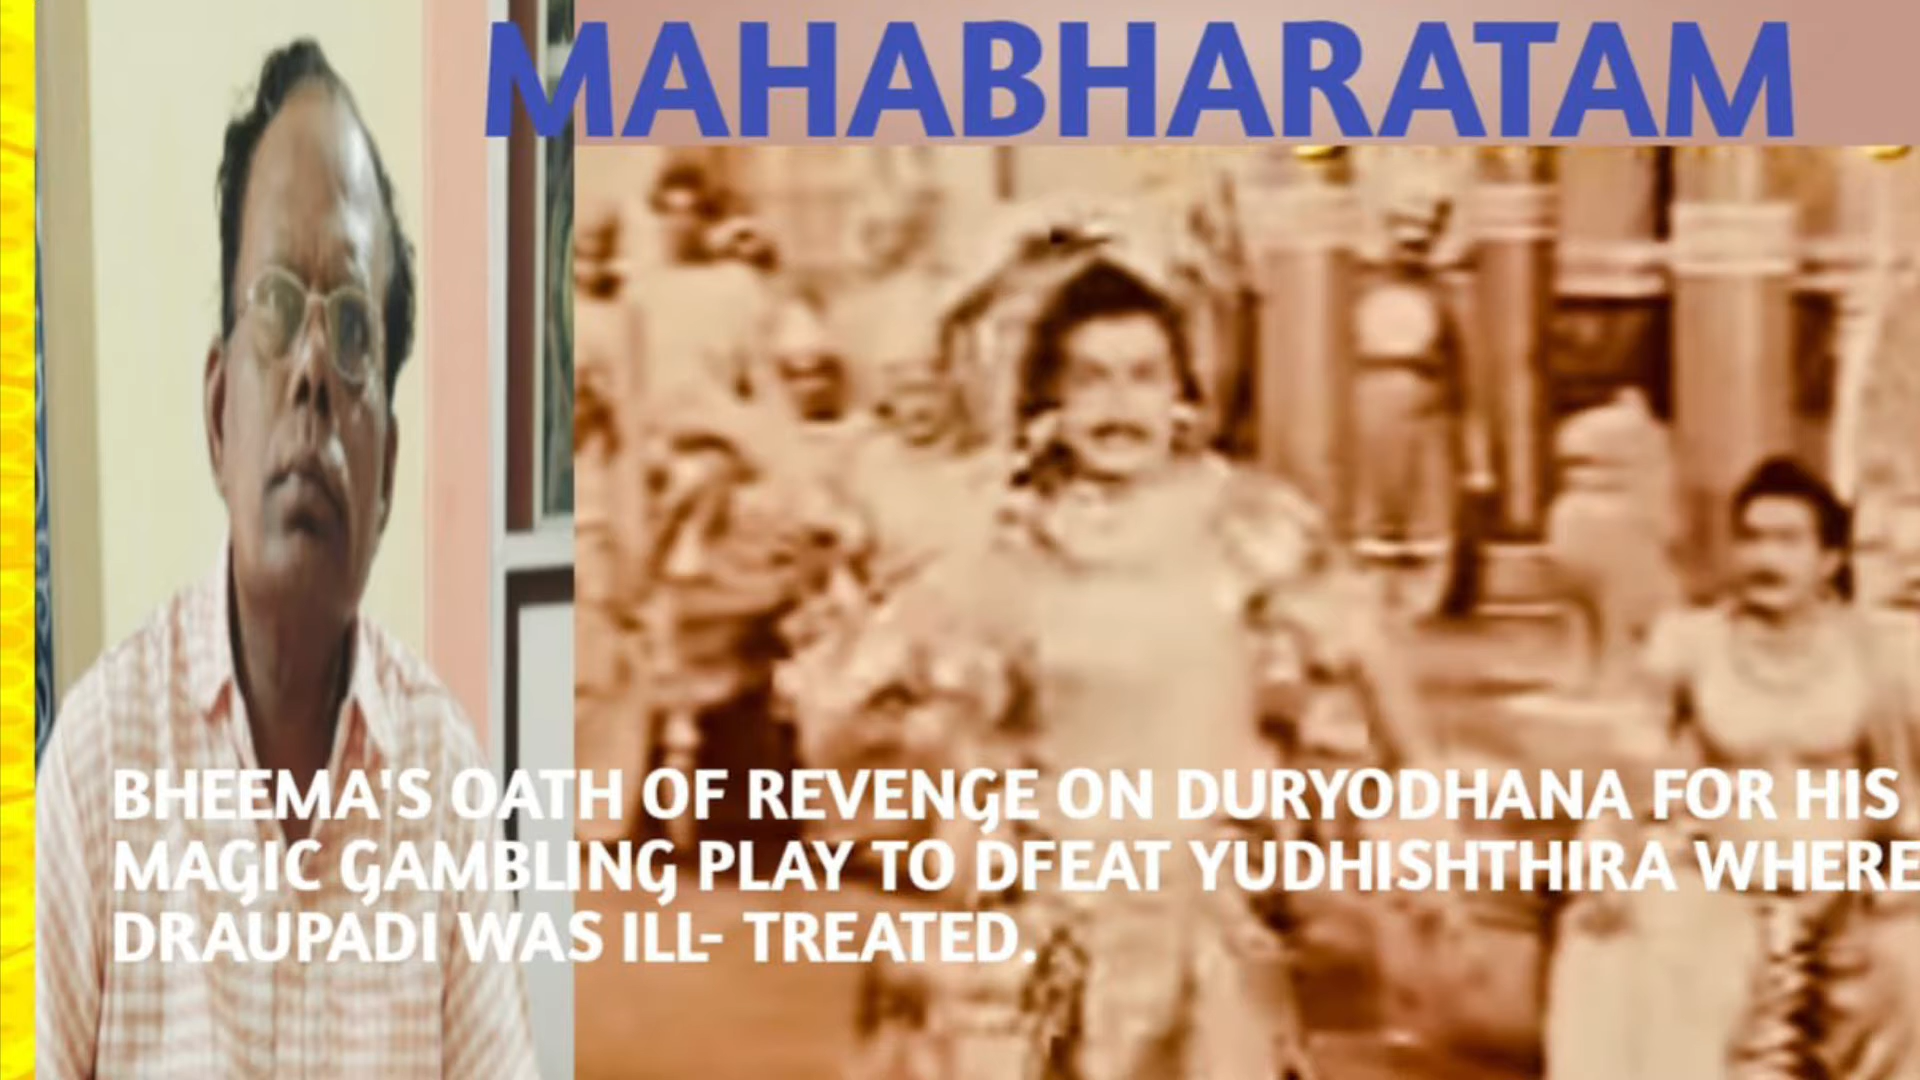 MAHABHARATAM
BHEEMA'S OATH OF REVENGE ON DURYODHANA FOR HIS
MAGIC GAMBLING PLAY TO DFEAT YUDHISHTHIRA WHERE
DRAUPADI WAS ILL- TREATED.